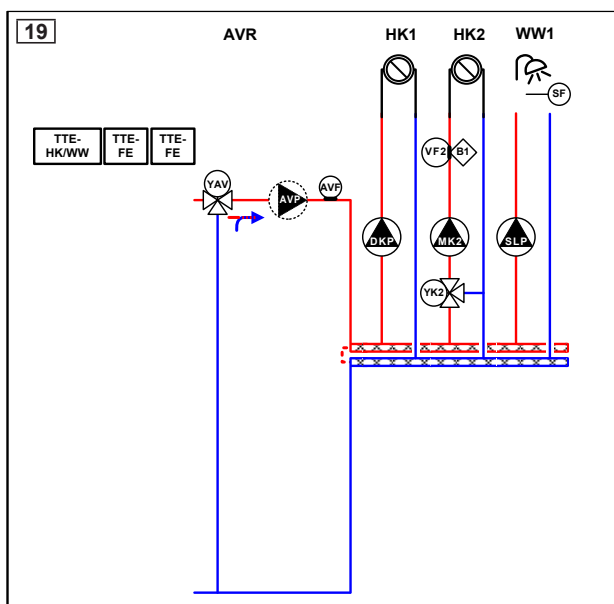 19
AVR
HK1
HK2
WW1
SF
TTE-
HK/WW
TTE-
FE
TTE-
FE
VF2
B1
YAV
AVP
AVF
DKP
MK2
SLP
YK2